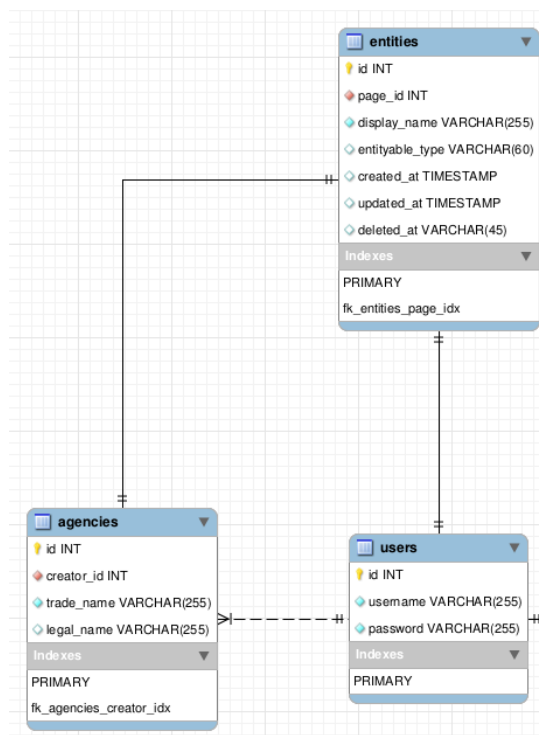 entities
id INT
page_id INT
display_name VARCHAR(255)
entityable_type VARCHAR(60)
created_at TIMESTAMP
updated_at TIMESTAMP
deleted_at VARCHAR(45)
Indexes
PRIMARY
fk_entities_page_idx
agencies
id INT
creator_id INT
trade_name VARCHAR(255)
legal_name VARCHAR(255)
Indexes
PRIMARY
fk_agencies_creator_idx
users
id INT
username VARCHAR(255)
password VARCHAR(255)
Indexes
PRIMARY